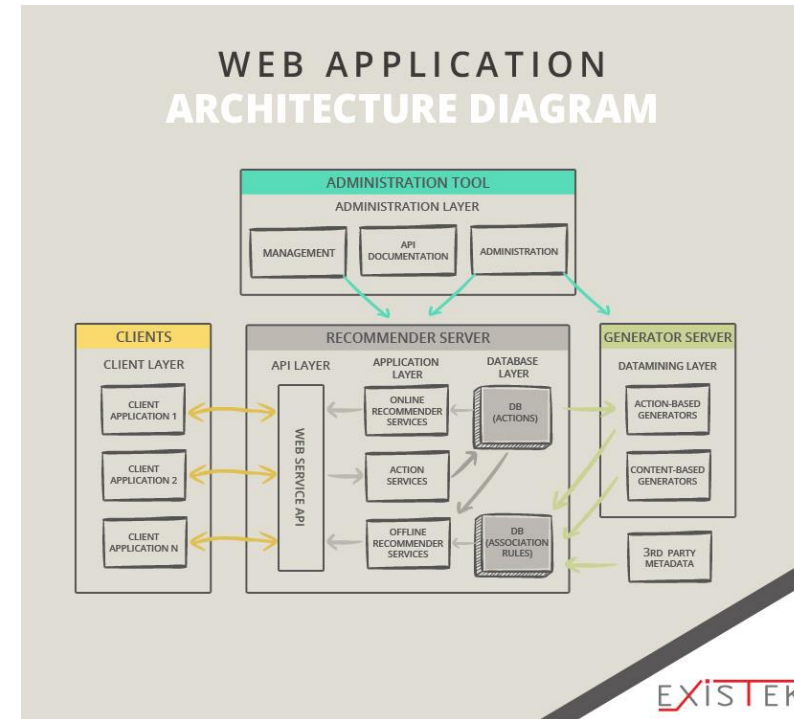 WEB APPLICATION
ARCHITECTURE DIAGRAM
ADMINISTRATION TOOL
ADMINISTRATION LAYER
MANAGEMENT
API
DOCUMENTATION
ADMINISTRATION
CLIENTS
CLIENT LAYER
CLIENT
APPLICATION 1
CLIENT
APPLICATION 2
CLIENT
APPLICATION N
RECOMMENDER SERVER
API LAYER
WEB SERVICE API
APPLICATION
LAYER
ONLINE
RECOMMENDER
SERVICES
ACTION
SERVICES
OFFLINE
RECOMMENDER
SERVICES
DATABASE
LAYER
DB
(ACTIONS)
DB
(ASSOCIATION
RULES)
GENERATOR SERVER
DATAMINING LAYER
ACTION-BASED
GENERATORS
CONTENT-BASED
GENERATORS
3RD PARTY
METADATA
EXISTEK